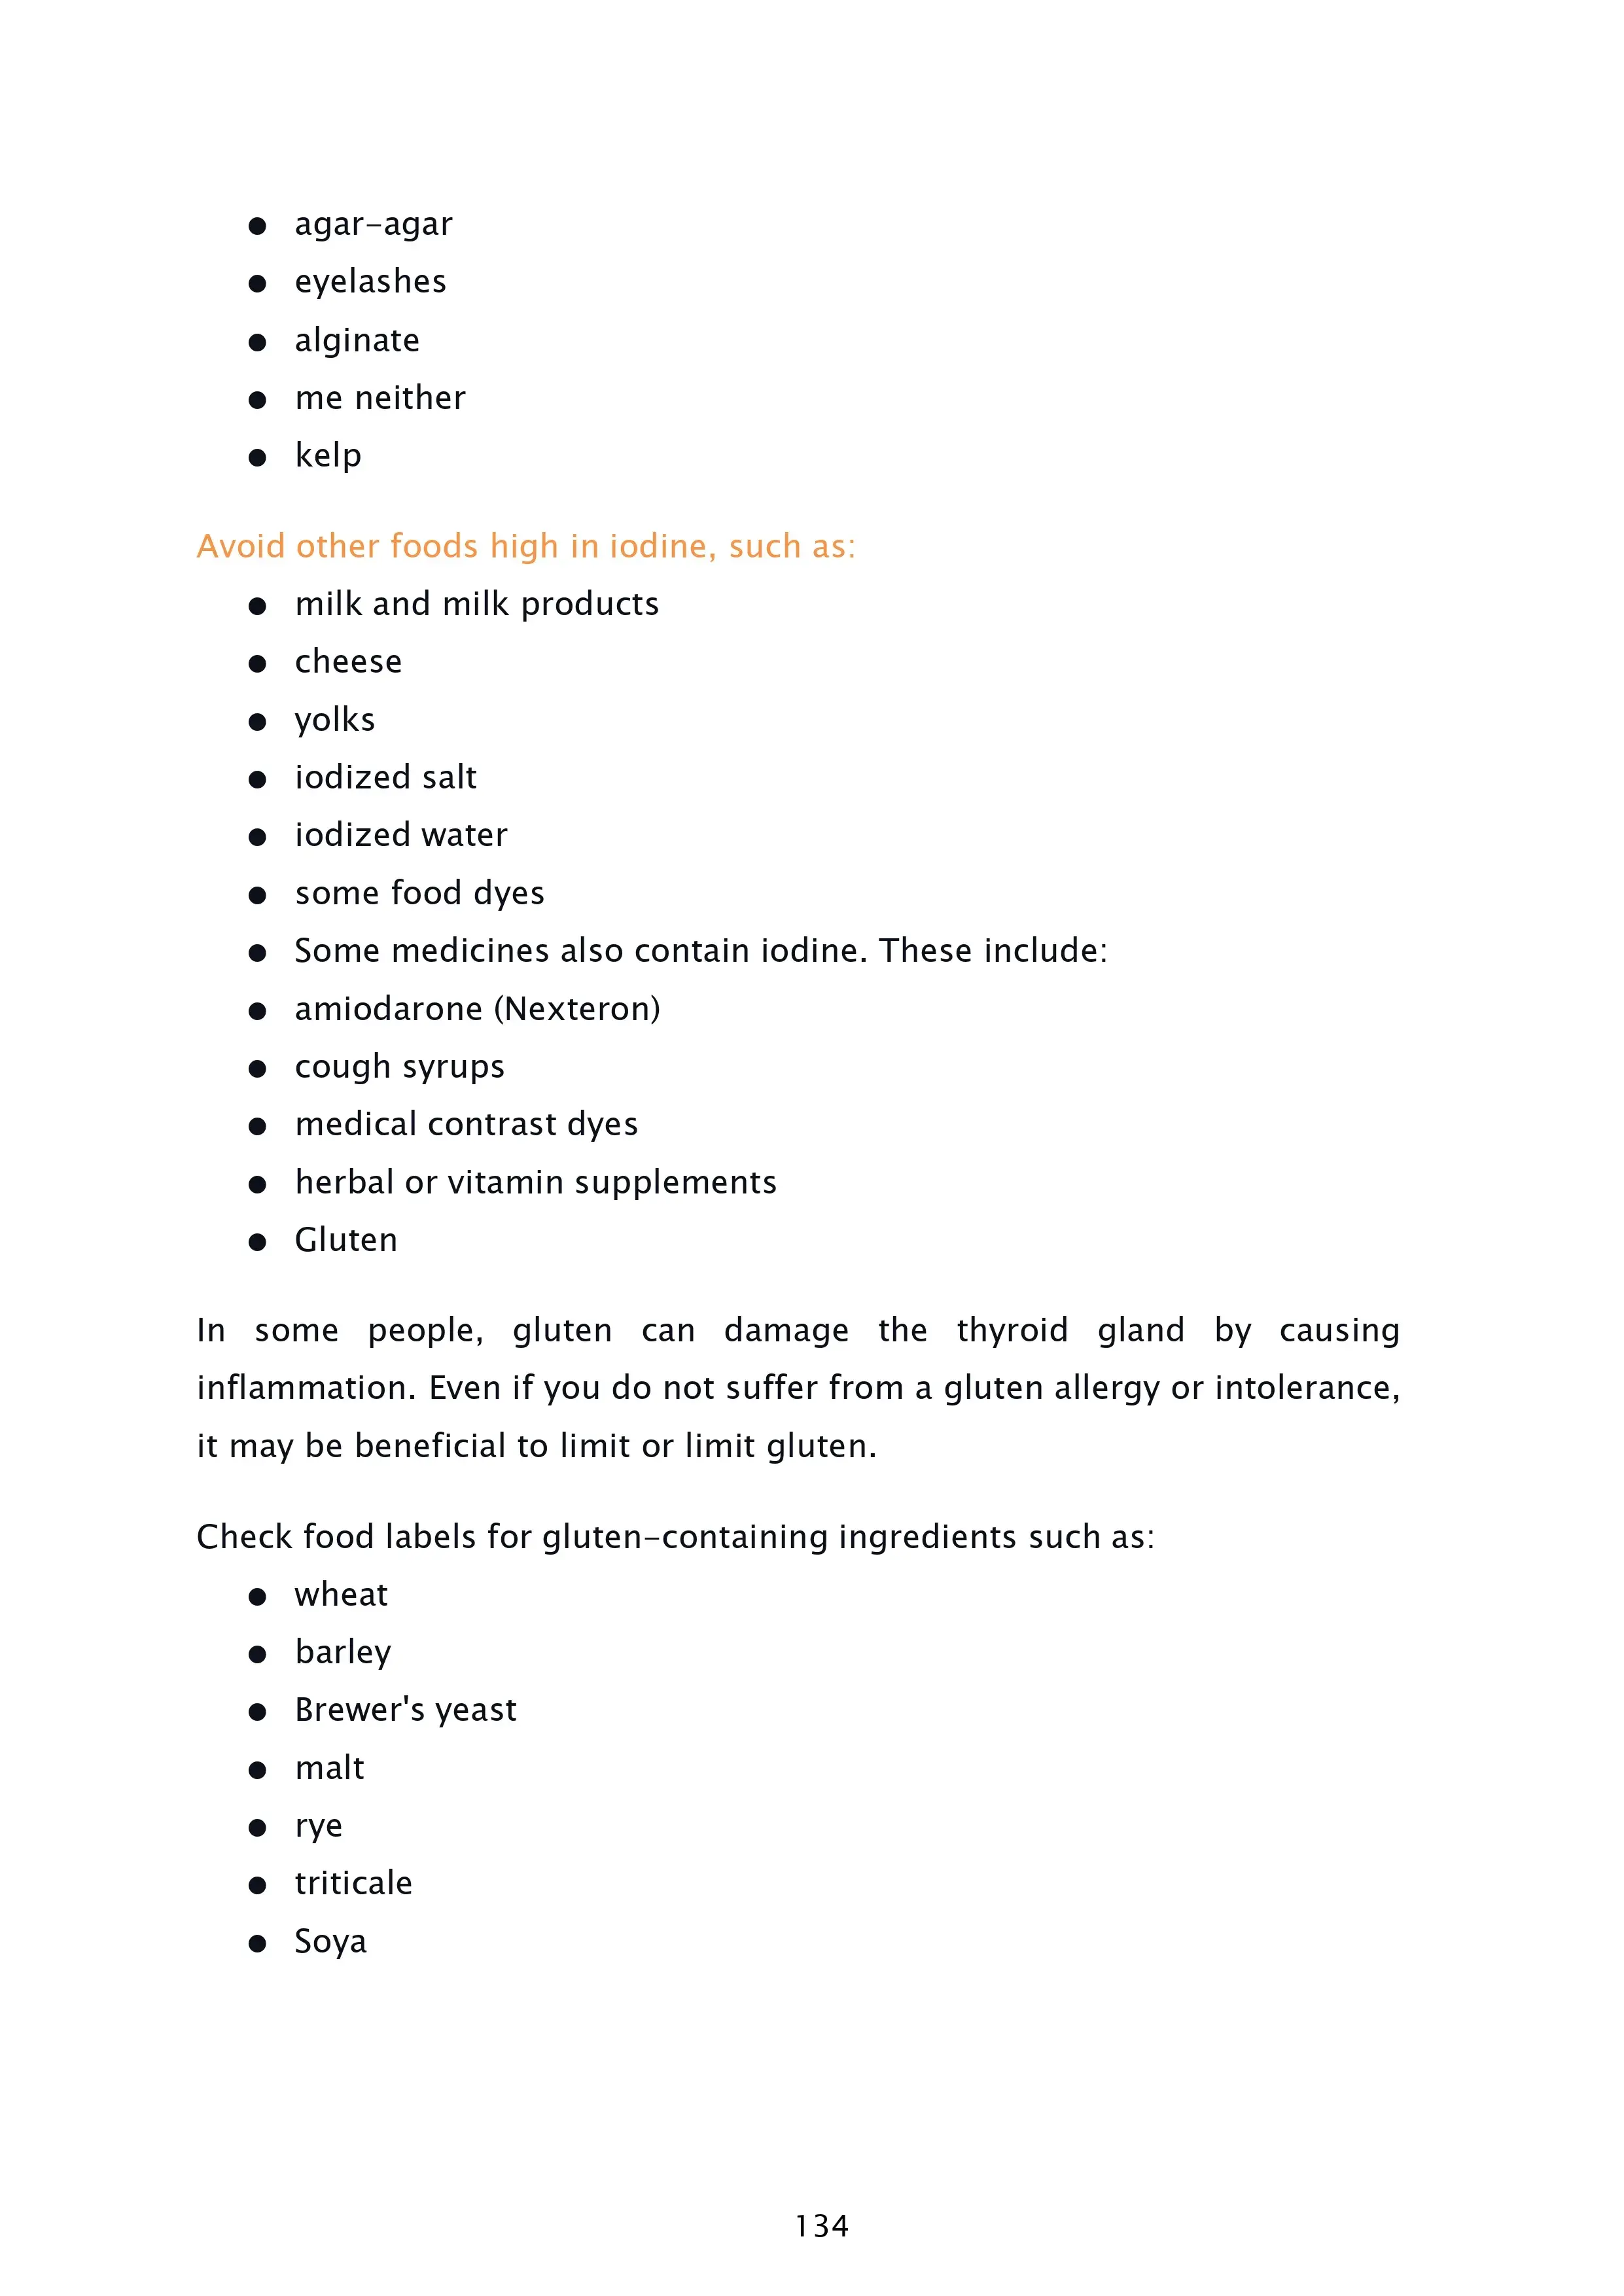 ● agar-agar
● eyelashes
● alginate
● me neither
● kelp
Avoid other foods high in iodine, such as:
● milk and milk products
● cheese
● yolks
● iodized salt
● iodized water
● some food dyes
● Some medicines also contain iodine. These include:
● amiodarone (Nexteron)
● cough syrups
● medical contrast dyes
● herbal or vitamin supplements
● Gluten
In some people, gluten can damage the thyroid gland by causing
inflammation. Even if you do not suffer from a gluten allergy or intolerance,
it may be beneficial to limit or limit gluten.
Check food labels for gluten-containing ingredients such as:
● wheat
● barley
● Brewer's yeast
● malt
● rye
● triticale
● Soya
134